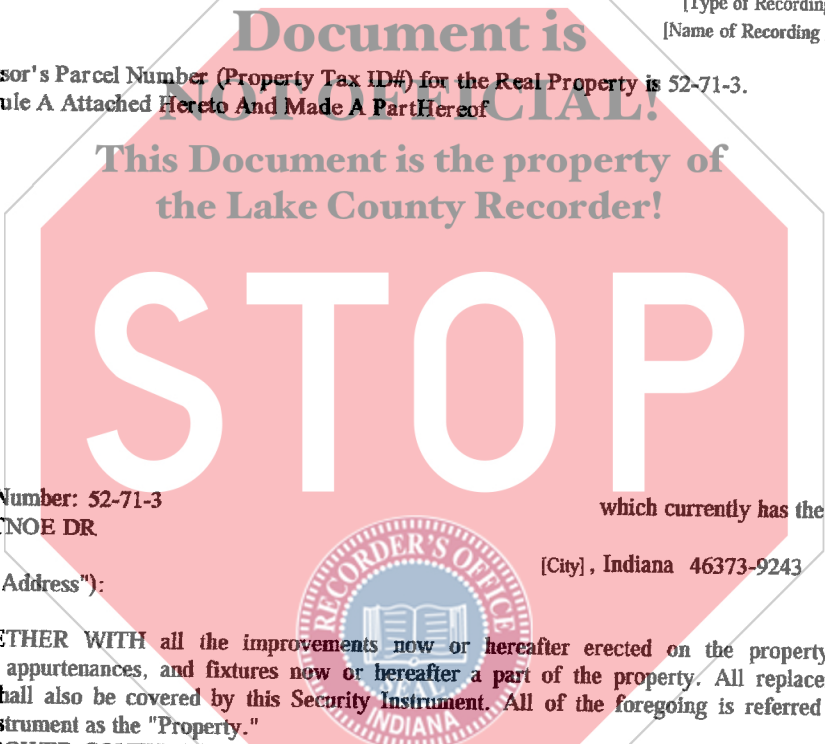 [Type of Recording
[Name of Recording
Document is
sor's Parcel Number (Property Tax ID#) for the Real Property is 52-71-3.
ule A Attached Hereto And Made A PartHereof
NOT OFFICIAL!
This Document is the property of
the Lake County Recorder!
STOP
Number: 52-71-3
which currently has the
TNOE DR
[City], Indiana 46373-9243
Address"):
ETHER WITH all the improvements now or hereafter erected on the property
appurtenances, and fixtures now or hereafter a part of the property. All replace
hall also be covered by this Security Instrument. All of the foregoing is referred
strument as the "Property."
RECORDER'S OFFICE
SEAL
INDIANA